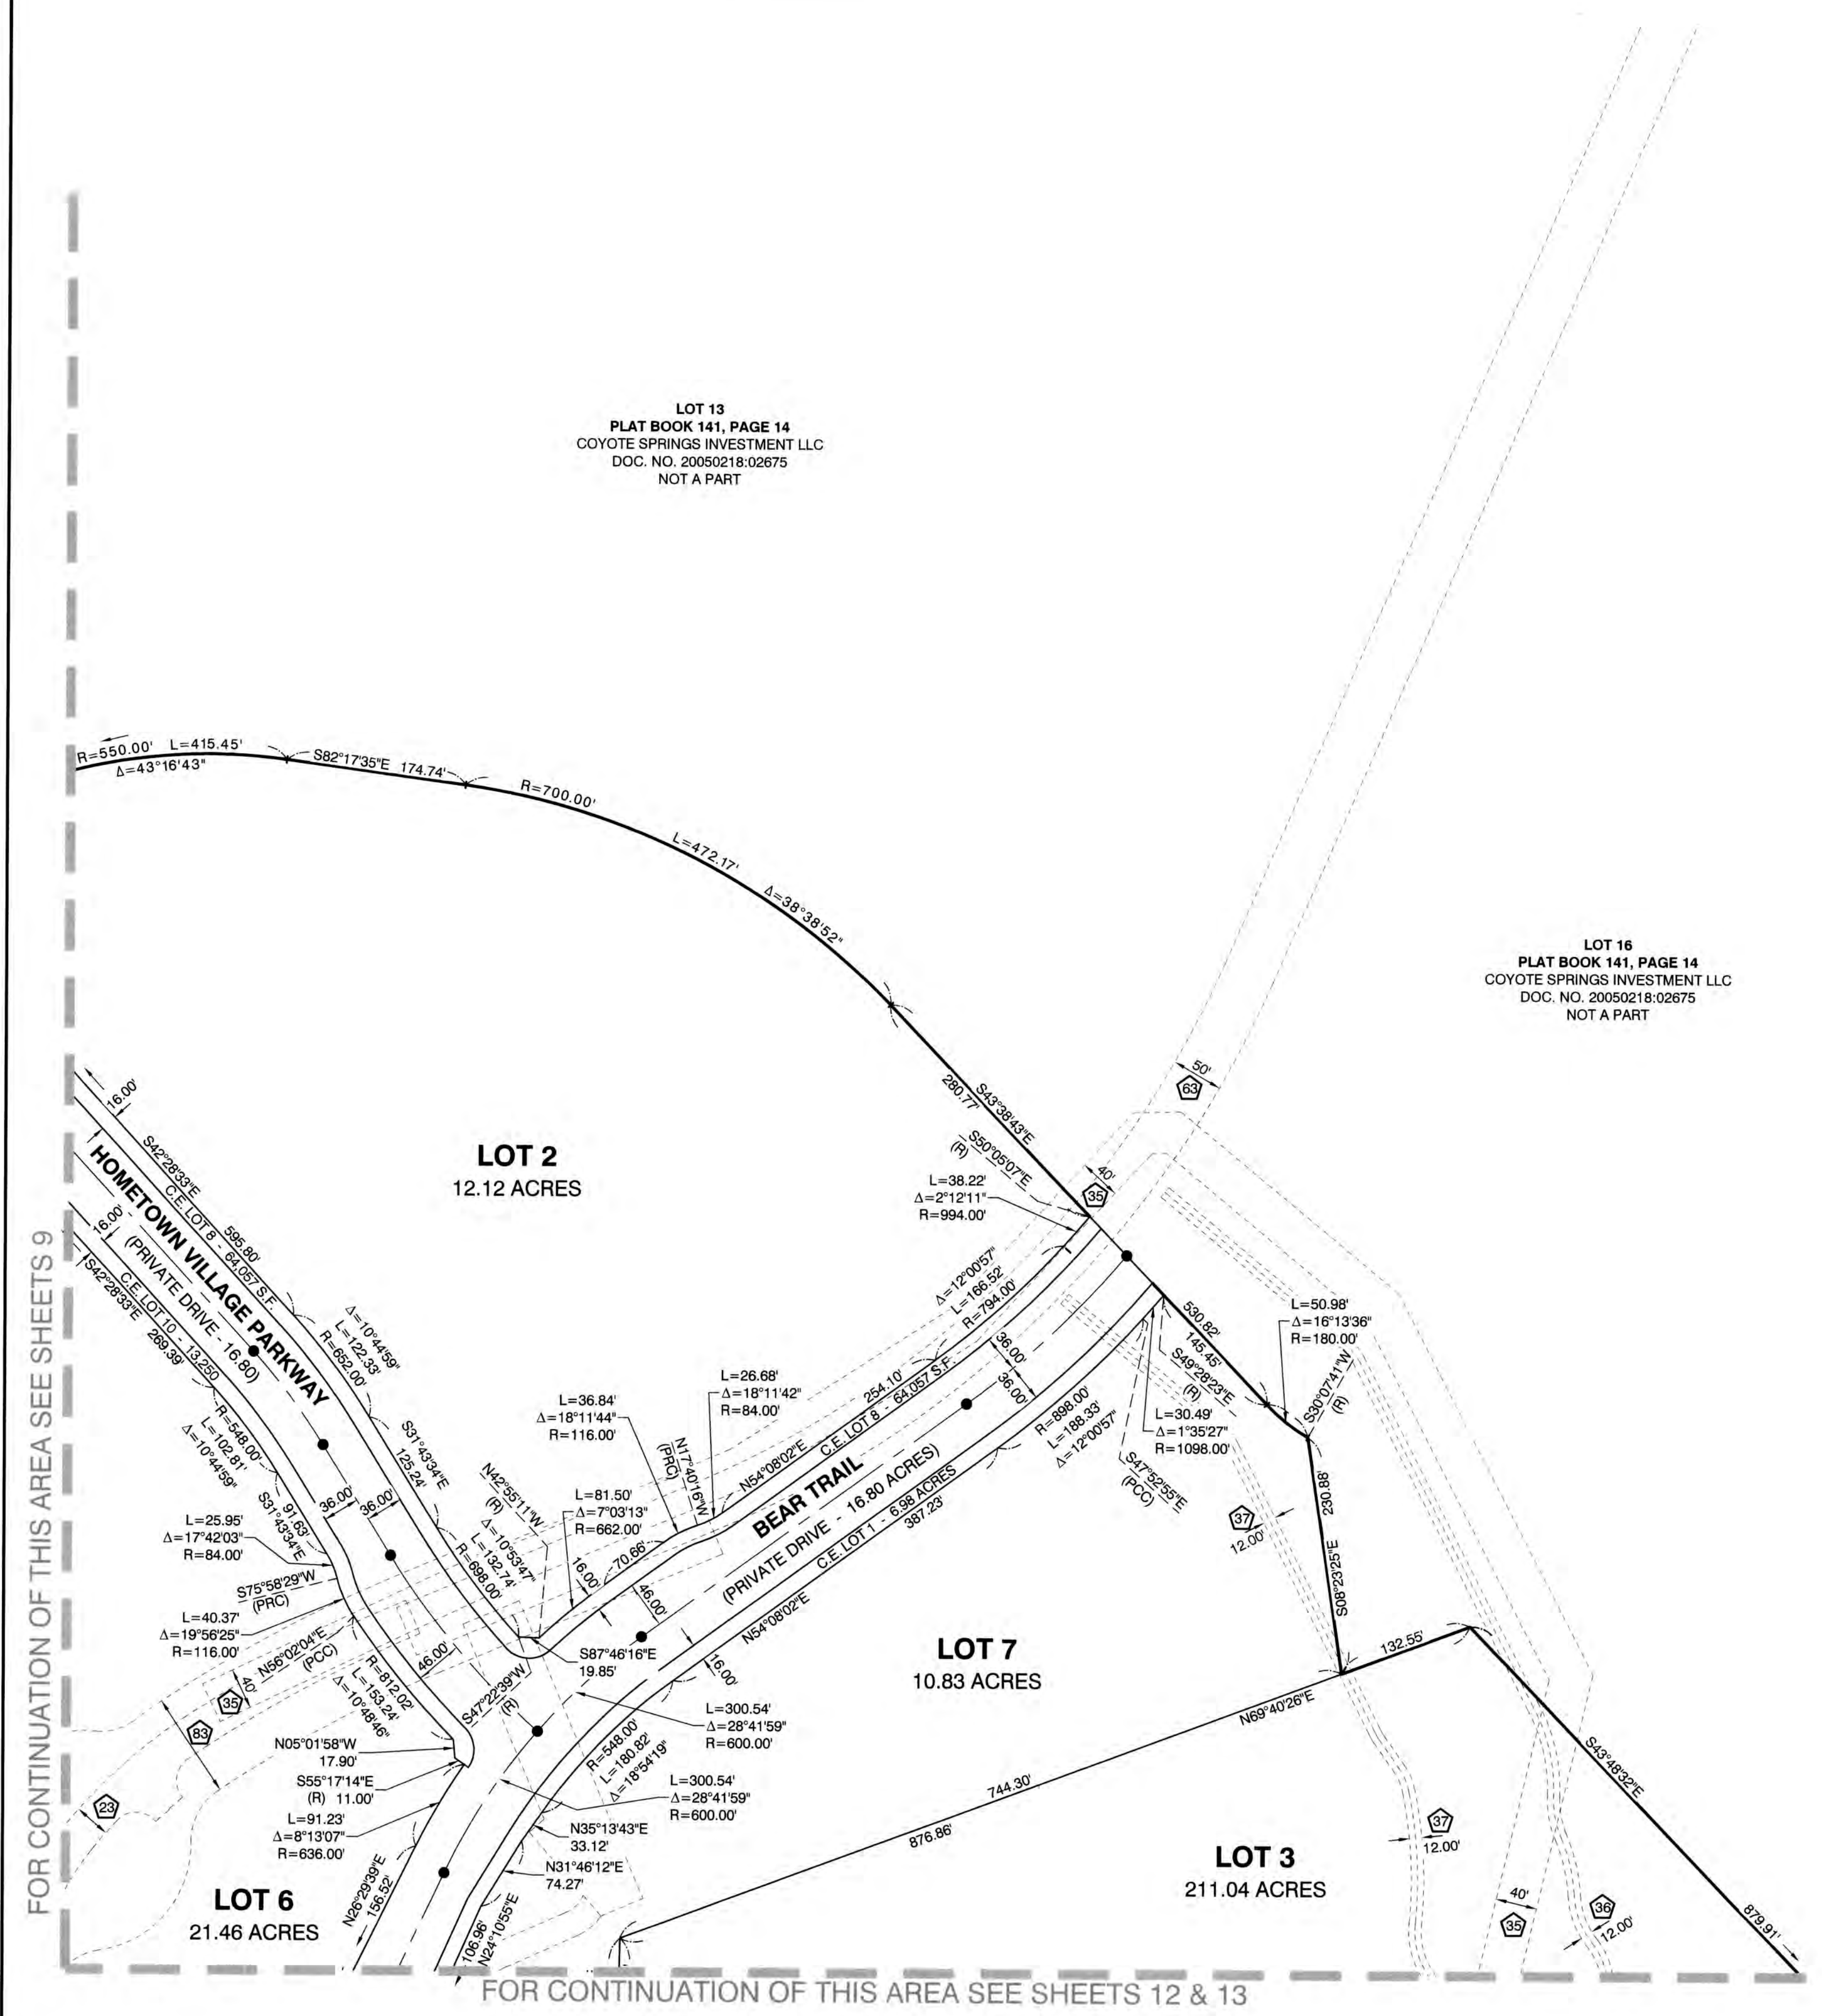 LOT 13
PLAT BOOK 141, PAGE 14
COYOTE SPRINGS INVESTMENT LLC
DOC. NO. 20050218:02675
NOT A PART
R=550.00' L=415.45'
Δ=43°16'43"
S82°17'35"E 174.74'
R=700.00'
L=472.17'
Δ=38°38'52"
LOT 16
PLAT BOOK 141, PAGE 14
COYOTE SPRINGS INVESTMENT LLC
DOC. NO. 20050218:02675
NOT A PART
50'
63
S43°38'43"E
280.77'
S50°05'07"E
(R)
40'
35
L=38.22'
Δ=2°12'11"
R=994.00'
LOT 2
12.12 ACRES
16.00'
S42°28'33"E
595.80'
C.E. LOT 8 - 64,057 S.F.
HOMETOWN VILLAGE PARKWAY
(PRIVATE DRIVE - 16.80)
16.00'
C.E. LOT 10 - 13,250
S42°28'33"E 269.39'
FOR CONTINUATION OF THIS AREA SEE SHEETS 9
Δ=10°44'59"
L=122.33'
R=652.00'
R=548.00'
L=102.81'
Δ=10°44'59"
S31°43'34"E
125.24'
91.63'
S31°43'34"E
36.00'
36.00'
L=25.95'
Δ=17°42'03"
R=84.00'
S75°58'29"W
(PRC)
L=40.37'
Δ=19°56'25"
R=116.00'
N56°02'04"E
(PCC)
40'
35
83
23
R=812.02'
L=153.24'
Δ=10°48'46"
46.00'
N42°55'11"W
(R)
Δ=10°53'47"
L=132.74'
R=698.00'
L=81.50'
Δ=7°03'13"
R=662.00'
L=36.84'
Δ=18°11'44"
R=116.00'
L=26.68'
Δ=18°11'42"
R=84.00'
N17°40'16"W
(PRC)
16.00'
70.66'
46.00'
254.10'
C.E. LOT 8 - 64,057 S.F.
N54°08'02"E
Δ=12°00'57"
L=166.52'
R=794.00'
36.00'
36.00'
BEAR TRAIL
(PRIVATE DRIVE - 16.80 ACRES)
C.E. LOT 1 - 6.98 ACRES
387.23'
N54°08'02"E
R=898.00'
L=188.33'
Δ=12°00'57"
530.82'
145.45'
S49°28'23"E
(R)
L=30.49'
Δ=1°35'27"
R=1098.00'
S47°52'55"E
(PCC)
L=50.98'
Δ=16°13'36"
R=180.00'
S30°07'41"W
(R)
37
12.00'
230.88'
S08°23'25"E
132.55'
N69°40'26"E
S87°46'16"E
19.85'
16.00'
S47°22'39"W
(R)
LOT 7
10.83 ACRES
L=300.54'
Δ=28°41'59"
R=600.00'
R=548.00'
L=180.82'
Δ=18°54'19"
L=300.54'
Δ=28°41'59"
R=600.00'
N05°01'58"W
17.90'
S55°17'14"E
(R) 11.00'
L=91.23'
Δ=8°13'07"
R=636.00'
N35°13'43"E
33.12'
N31°46'12"E
74.27'
N26°29'39"E
156.52'
106.96'
N24°10'55"E
744.30'
876.86'
LOT 6
21.46 ACRES
LOT 3
211.04 ACRES
37
12.00'
40'
35
36
12.00'
S43°48'32"E
879.91'
FOR CONTINUATION OF THIS AREA SEE SHEETS 12 & 13